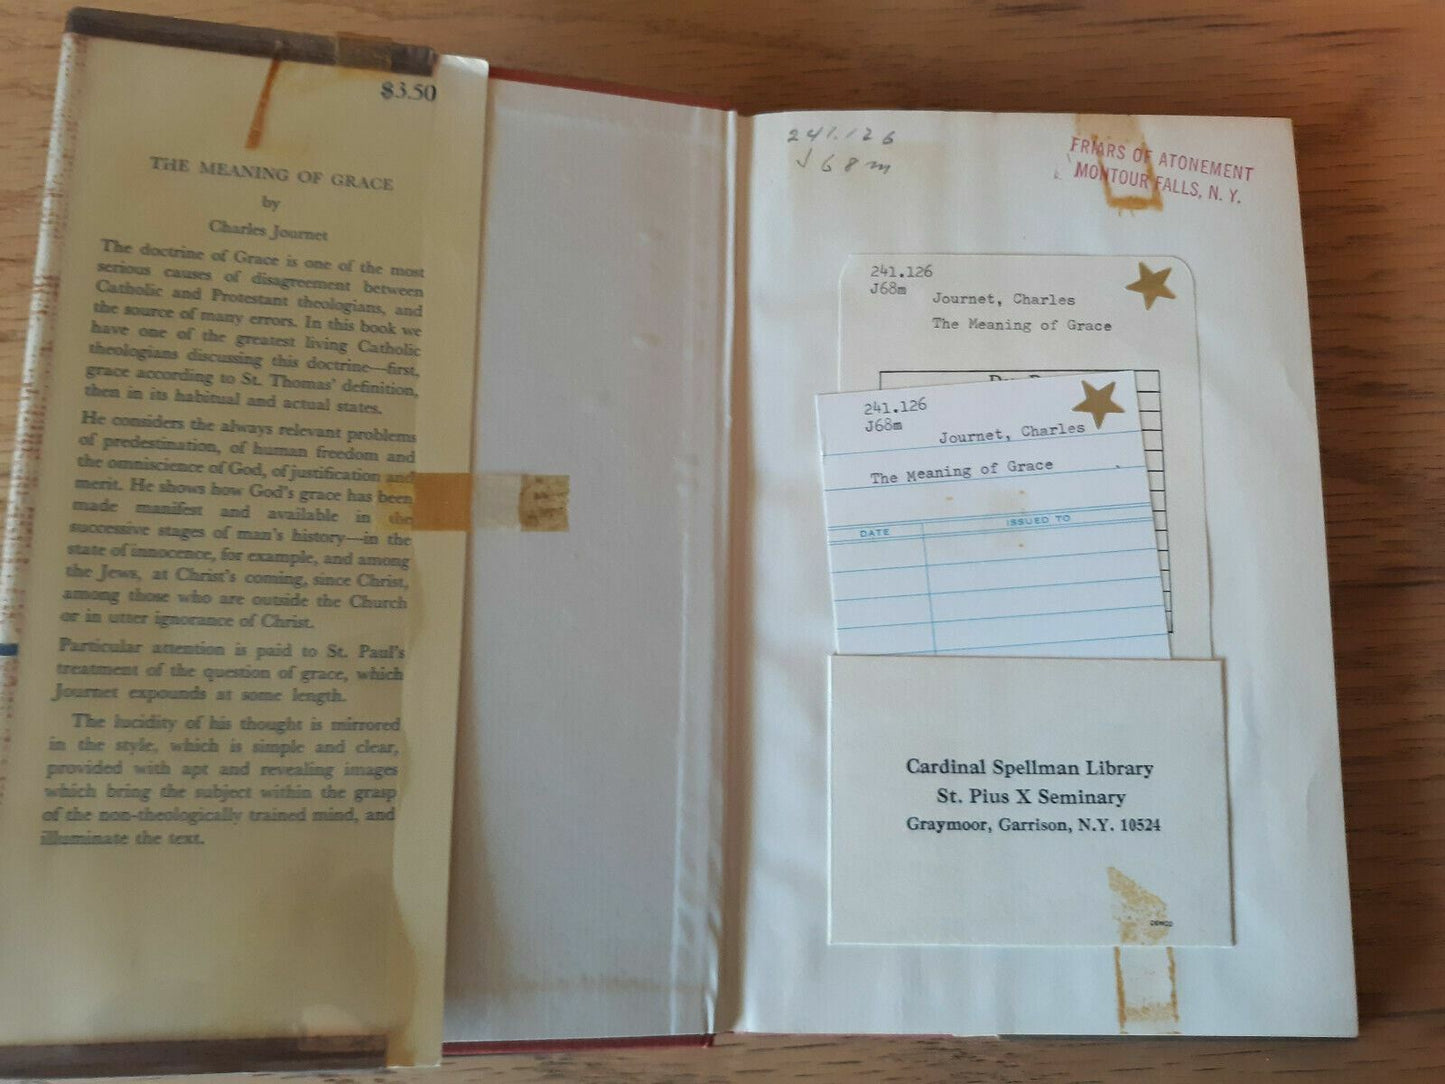 $3.50
THE MEANING OF GRACE
by
Charles Journet
The doctrine of Grace is one of the most
serious causes of disagreement between
Catholic and Protestant theologians, and
the source of many errors. In this book we
have one of the greatest living Catholic
theologians discussing this doctrine—first,
grace according to St. Thomas' definition,
then in its habitual and actual states.
He considers the always relevant problems
of predestination, of human freedom and
the omniscience of God, of justification and
merit. He shows how God's grace has been
made manifest and available in the
successive stages of man's history—in the
state of innocence, for example, and among
the Jews, at Christ's coming, since Christ,
among those who are outside the Church
or in utter ignorance of Christ.
Particular attention is paid to St. Paul's
treatment of the question of grace, which
Journet expounds at some length.
The lucidity of his thought is mirrored
in the style, which is simple and clear,
provided with apt and revealing images
which bring the subject within the grasp
of the non-theologically trained mind, and
illuminate the text.
241.126
J68m
FRIARS OF ATONEMENT
MONTOUR FALLS, N. Y.
241.126
J68m
Journet, Charles
The Meaning of Grace
241.126
J68m
Journet, Charles
The Meaning of Grace
DATE
ISSUED TO
Cardinal Spellman Library
St. Pius X Seminary
Graymoor, Garrison, N.Y. 10524